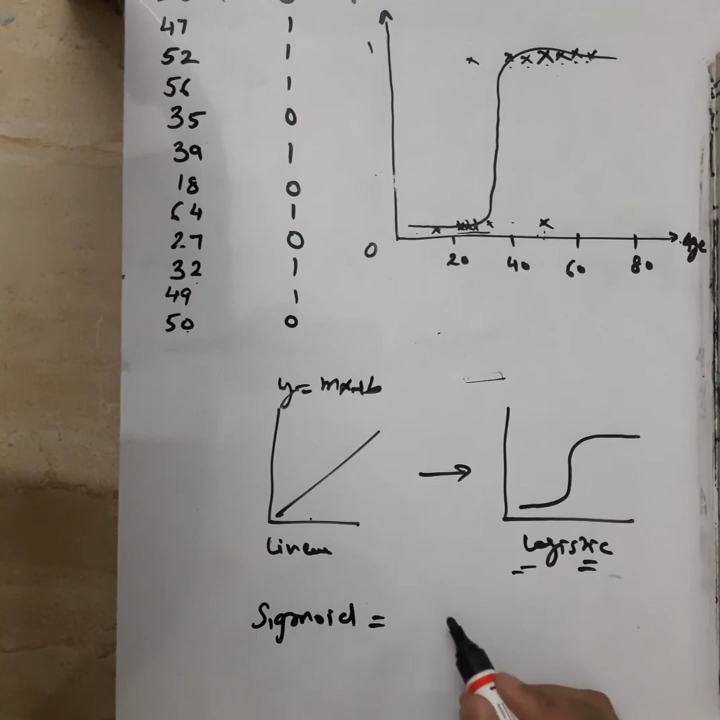 47 1
52 1
56 1
35 0
39 1
18 0
64 1
27 0
32 1
49 1
50 0
1
0
20 40 60 80 Age
y = mx+b
Linear
Logistic
Sigmoid =